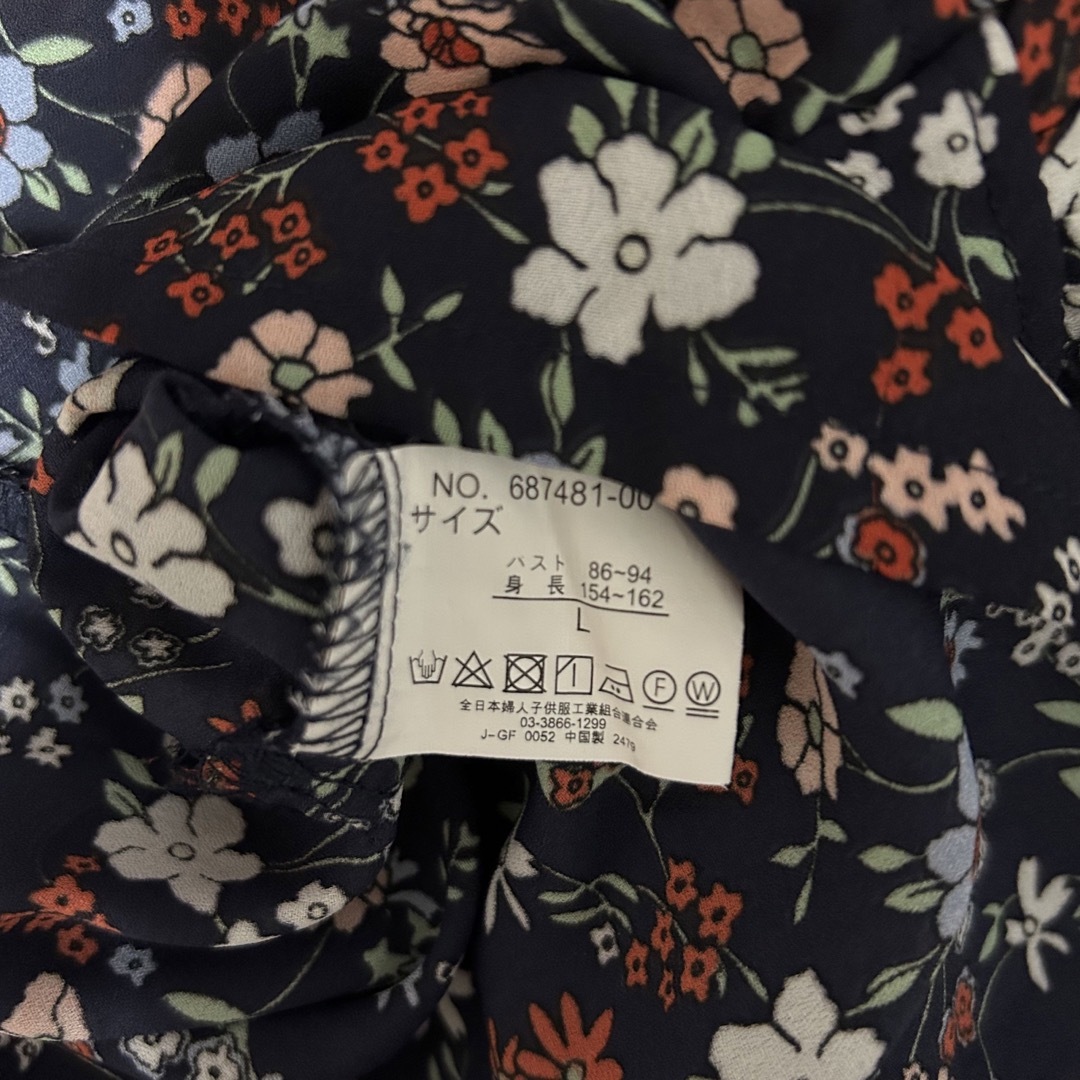 NO. 687481-00
サイズ
バスト 86~94
身長 154~162
L
F W
全日本婦人子供服工業組合連合会
03-3866-1299
J-GF 0052 中国製 2479